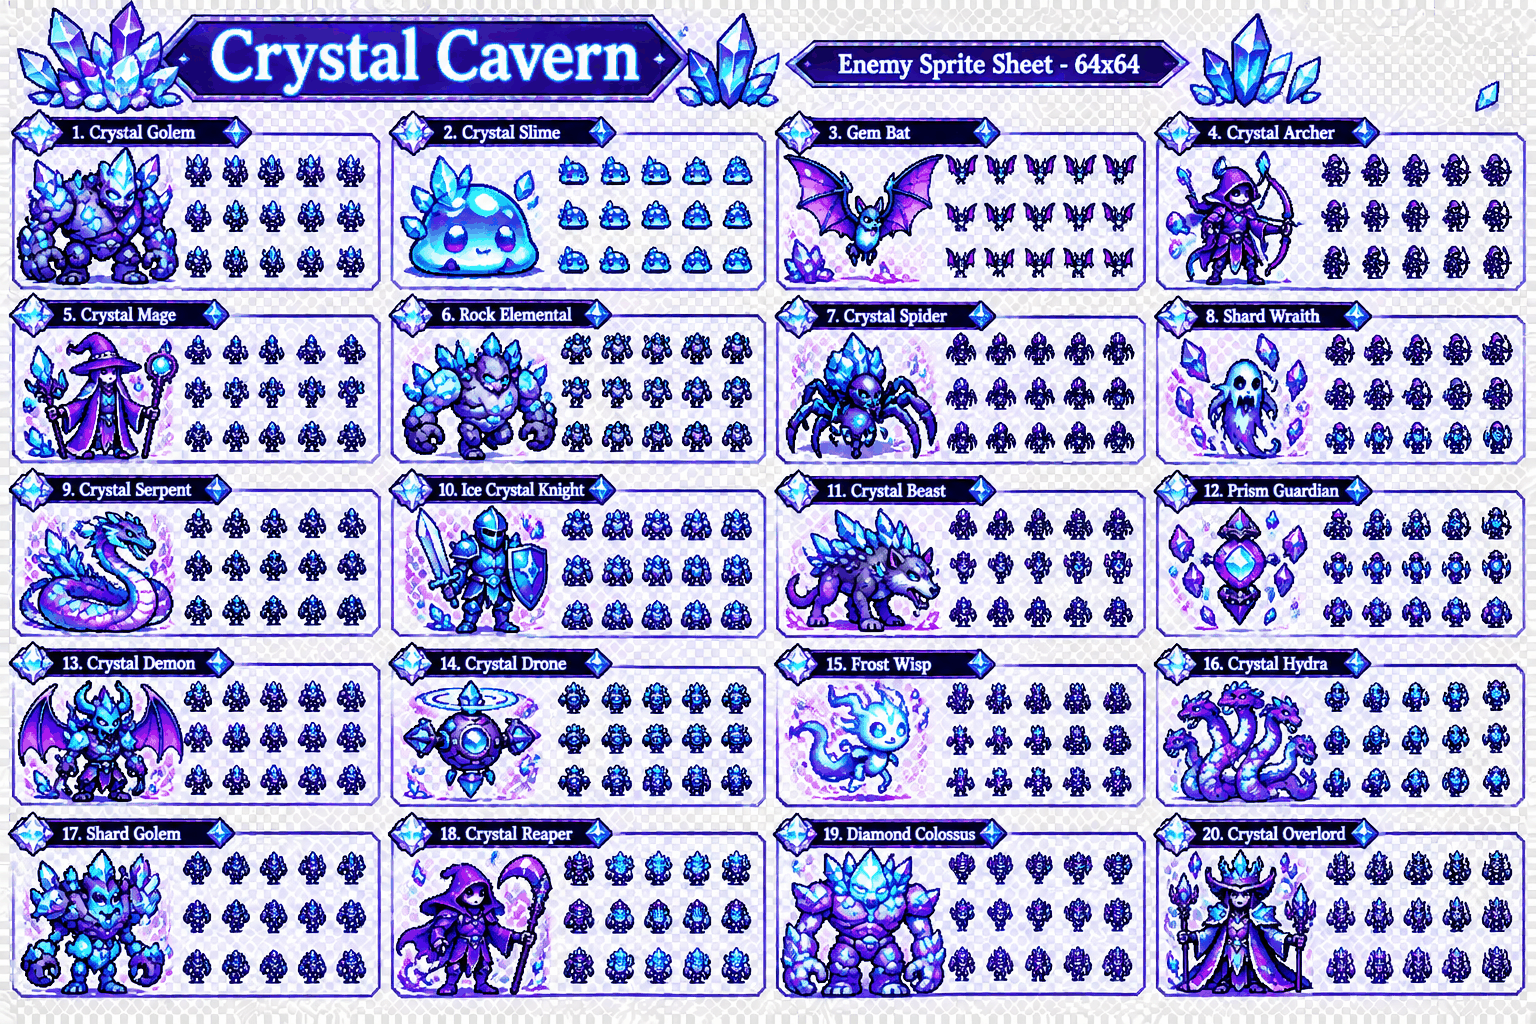 Crystal Cavern
Enemy Sprite Sheet - 64x64
1. Crystal Golem
2. Crystal Slime
3. Gem Bat
4. Crystal Archer
5. Crystal Mage
6. Rock Elemental
7. Crystal Spider
8. Shard Wraith
9. Crystal Serpent
10. Ice Crystal Knight
11. Crystal Beast
12. Prism Guardian
13. Crystal Demon
14. Crystal Drone
15. Frost Wisp
16. Crystal Hydra
17. Shard Golem
18. Crystal Reaper
19. Diamond Colossus
20. Crystal Overlord